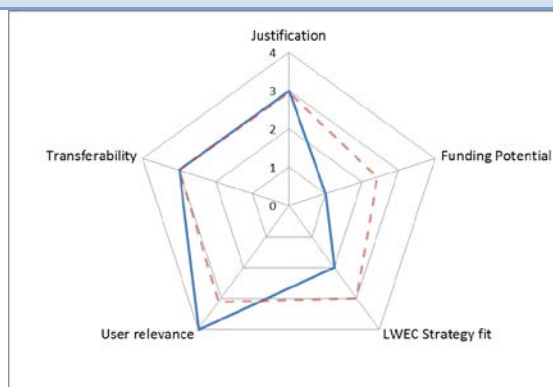 Justification
4
3
2
1
0
Transferability
Funding Potential
User relevance
LWEC Strategy fit